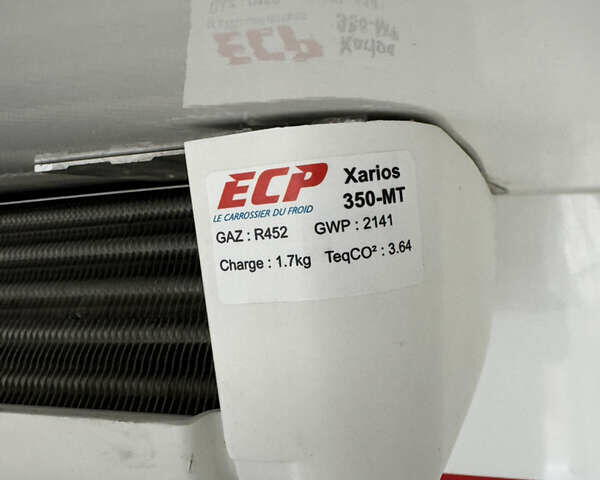 ECP Xarios
LE CARROSSIER DU FROID 350-MT
GAZ : R452 GWP : 2141
Charge : 1.7kg TeqCO² : 3.64